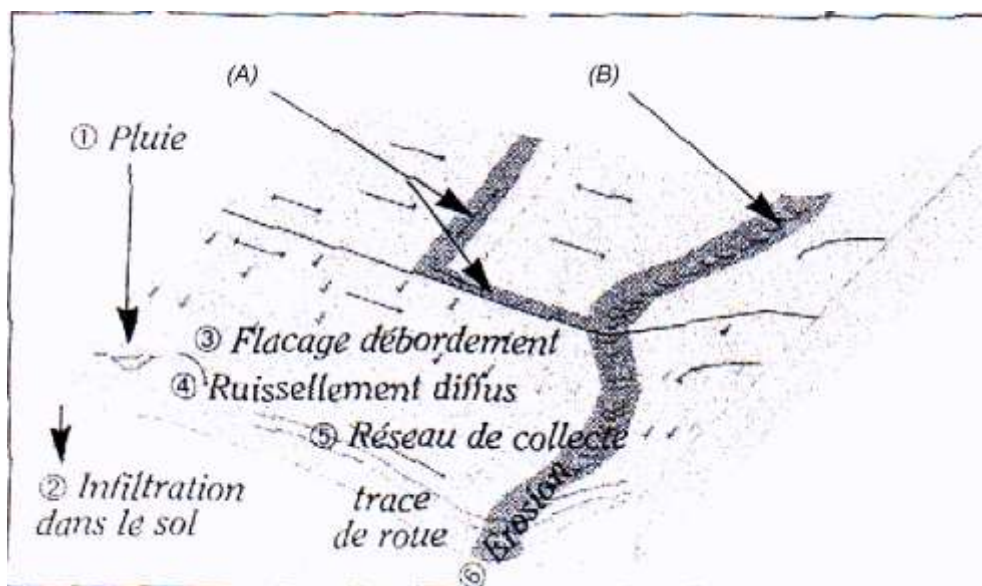 (A)
(B)
① Pluie
③ Flacage débordement
④ Ruissellement diffus
⑤ Réseau de collecte
② Infiltration
dans le sol
trace
de roue
⑥ Erosion